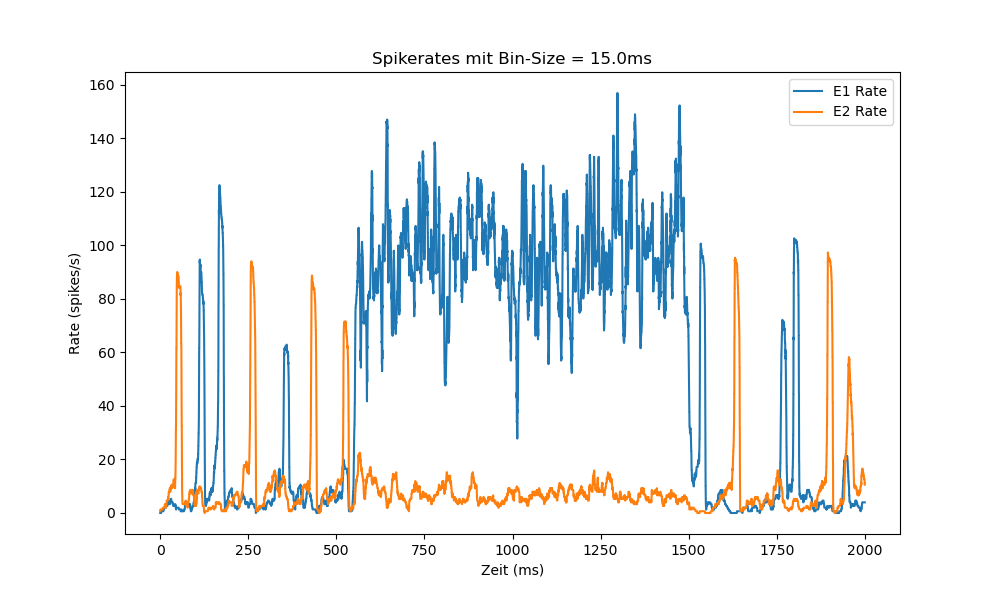 Spikerates mit Bin-Size = 15.0ms
E1 Rate
E2 Rate
Rate (spikes/s)
160
140
120
100
80
60
40
20
0
0 250 500 750 1000 1250 1500 1750 2000
Zeit (ms)